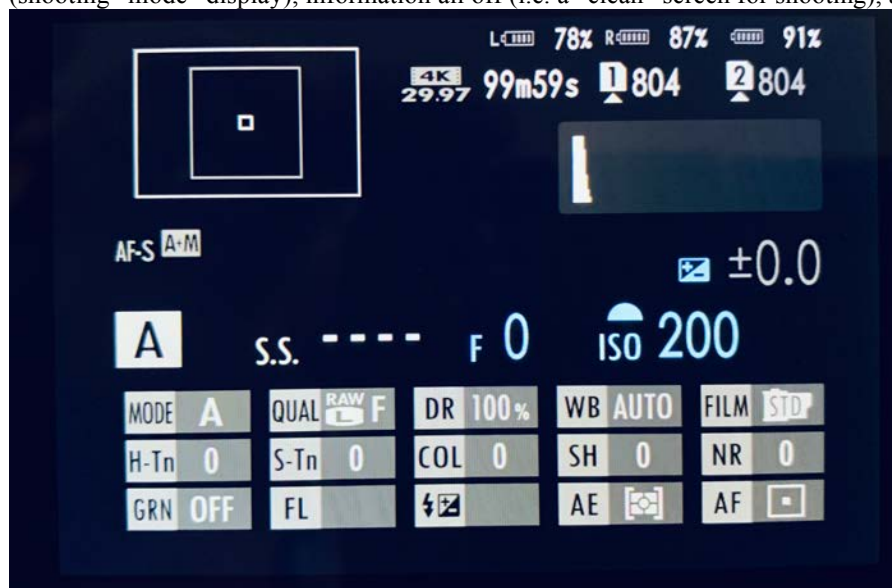 (shooting "mode" display), information all off (i.e. a "clean" screen for shooting),
L 78% R 87% 91%
4K 29.97 99m59s 1 804 2 804
AF-S A+M
±0.0
A S.S. ---- F 0 ISO 200
MODE A QUAL RAW L F DR 100% WB AUTO FILM STD
H-Tn 0 S-Tn 0 COL 0 SH 0 NR 0
GRN OFF FL AE AF